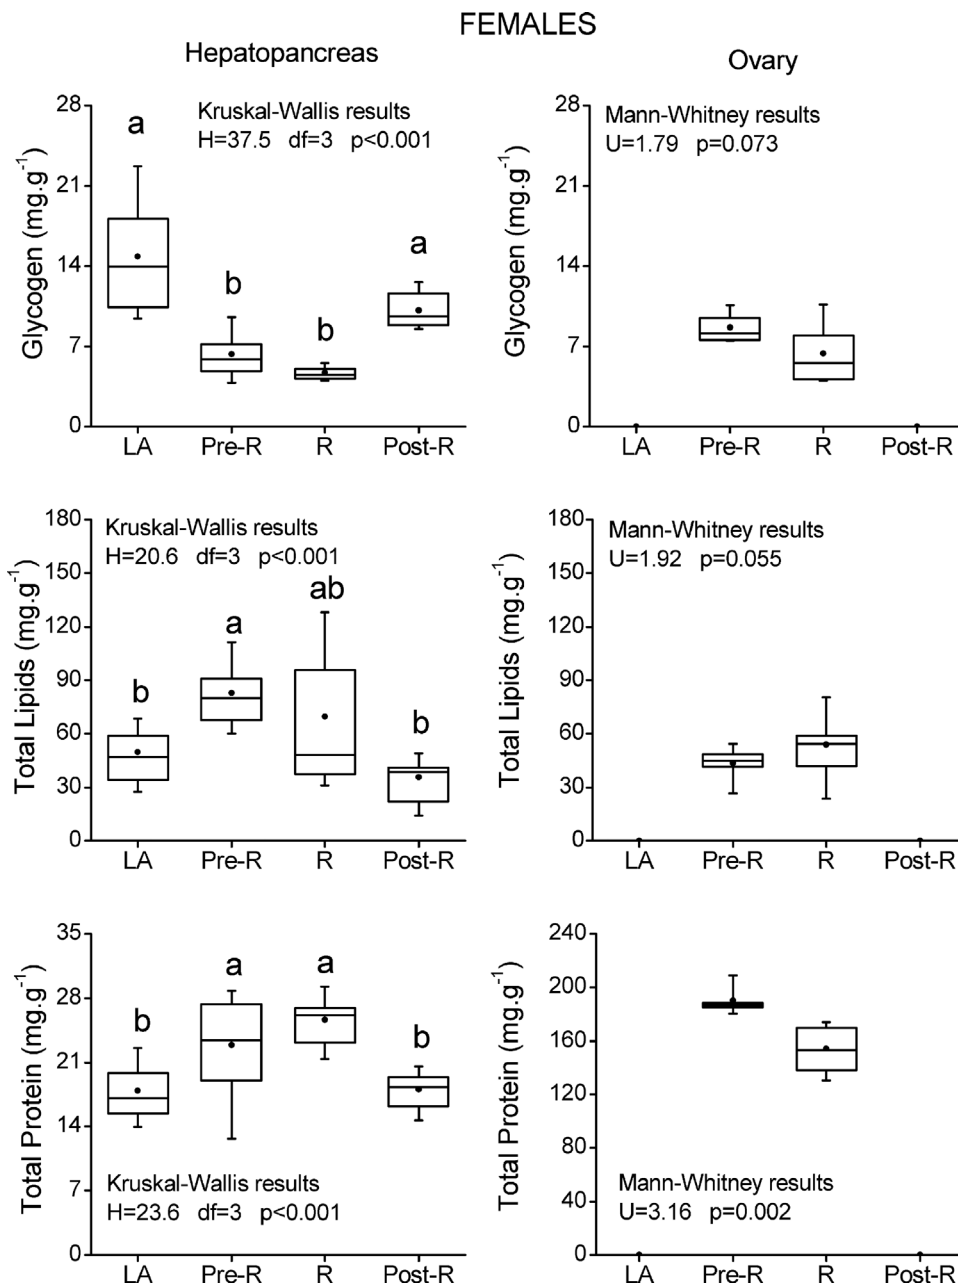 FEMALES
Hepatopancreas
Ovary
Kruskal-Wallis results
H=37.5 df=3 p<0.001
Glycogen (mg.g-1)
28
21
14
7
0
a
b
b
a
LA Pre-R R Post-R
Mann-Whitney results
U=1.79 p=0.073
Glycogen (mg.g-1)
28
21
14
7
0
LA Pre-R R Post-R
Kruskal-Wallis results
H=20.6 df=3 p<0.001
Total Lipids (mg.g-1)
180
150
120
90
60
30
0
b
a
ab
b
LA Pre-R R Post-R
Mann-Whitney results
U=1.92 p=0.055
Total Lipids (mg.g-1)
180
150
120
90
60
30
0
LA Pre-R R Post-R
Total Protein (mg.g-1)
35
28
21
14
7
0
b
a
a
b
Kruskal-Wallis results
H=23.6 df=3 p<0.001
LA Pre-R R Post-R
Total Protein (mg.g-1)
240
200
160
120
80
40
0
Mann-Whitney results
U=3.16 p=0.002
LA Pre-R R Post-R